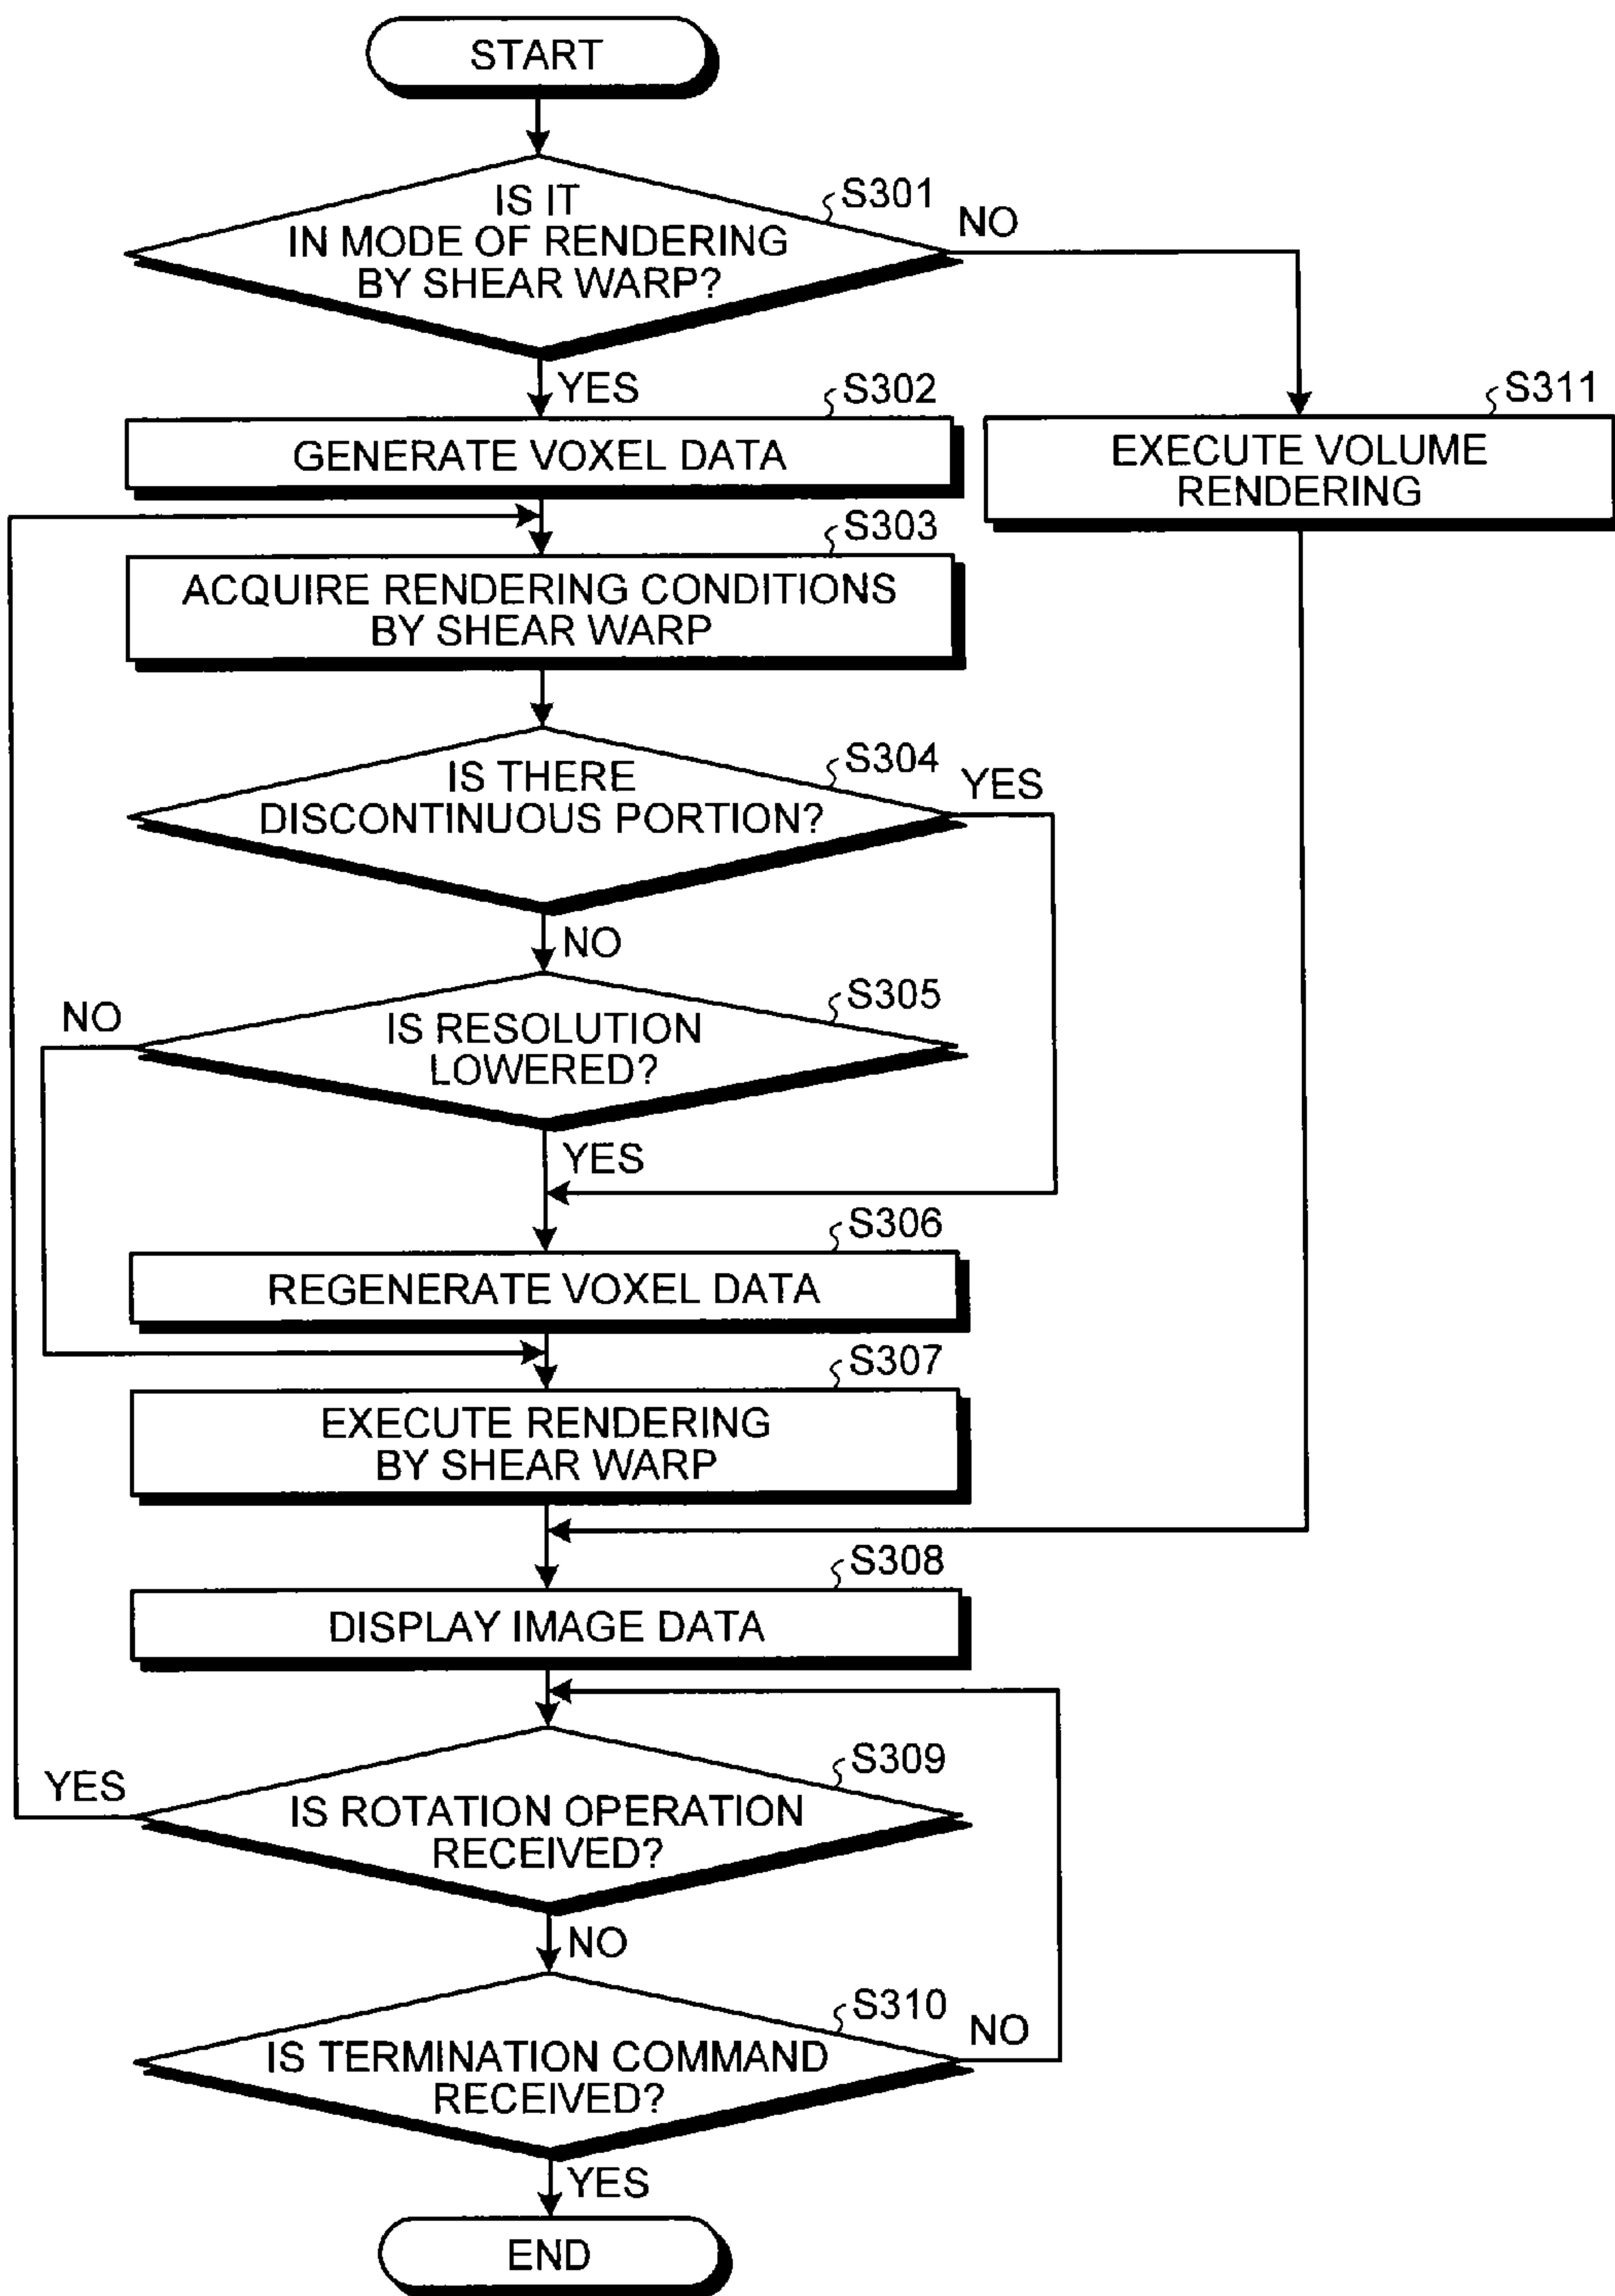 START
IS IT
IN MODE OF RENDERING
BY SHEAR WARP?
S301
NO
YES
S302
GENERATE VOXEL DATA
S311
EXECUTE VOLUME
RENDERING
S303
ACQUIRE RENDERING CONDITIONS
BY SHEAR WARP
IS THERE
DISCONTINUOUS PORTION?
S304
YES
NO
IS RESOLUTION
LOWERED?
S305
NO
YES
S306
REGENERATE VOXEL DATA
S307
EXECUTE RENDERING
BY SHEAR WARP
S308
DISPLAY IMAGE DATA
S309
YES
IS ROTATION OPERATION
RECEIVED?
NO
S310
NO
IS TERMINATION COMMAND
RECEIVED?
YES
END